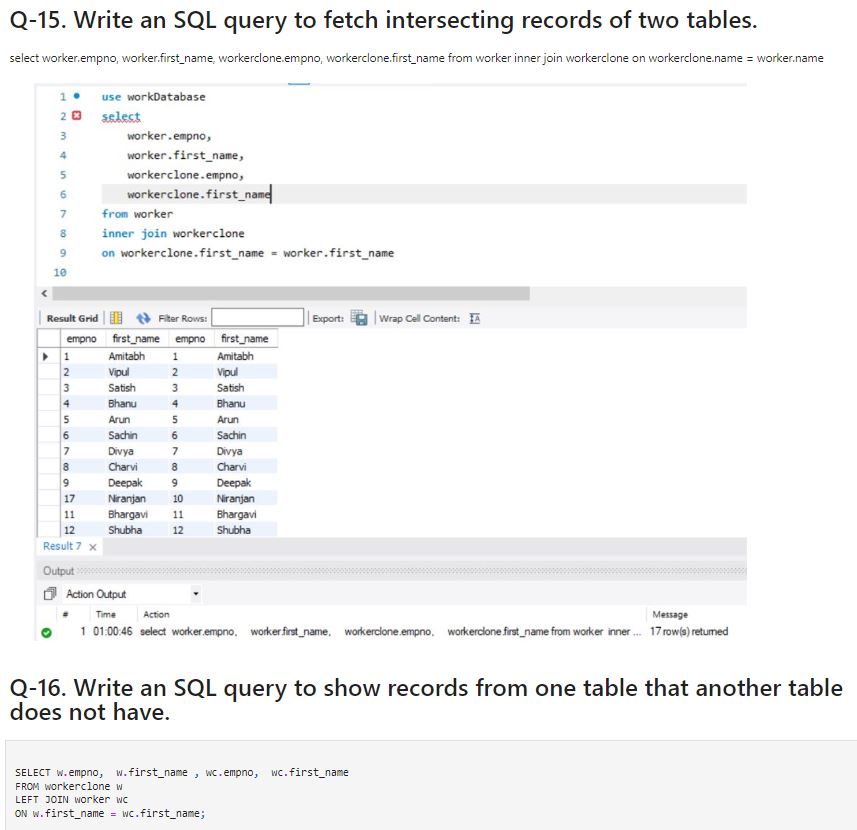 Q-15. Write an SQL query to fetch intersecting records of two tables.
select worker.empno, worker.first_name, workerclone.empno, workerclone.first_name from worker inner join workerclone on workerclone.name = worker.name
1 use workDatabase
2 select
3 worker.empno,
4 worker.first_name,
5 workerclone.empno,
6 workerclone.first_name
7 from worker
8 inner join workerclone
9 on workerclone.first_name = worker.first_name
10
Result Grid Filter Rows: Export: Wrap Cell Content:
empno first_name empno first_name
1 Amitabh 1 Amitabh
2 Vipul 2 Vipul
3 Satish 3 Satish
4 Bhanu 4 Bhanu
5 Arun 5 Arun
6 Sachin 6 Sachin
7 Divya 7 Divya
8 Charvi 8 Charvi
9 Deepak 9 Deepak
17 Niranjan 10 Niranjan
11 Bhargavi 11 Bhargavi
12 Shubha 12 Shubha
Result 7 ×
Output
Action Output
# Time Action Message
1 01:00:46 select worker.empno, worker.first_name, workerclone.empno, workerclone.first_name from worker inner ... 17 row(s) returned
Q-16. Write an SQL query to show records from one table that another table
does not have.
SELECT w.empno, w.first_name , wc.empno, wc.first_name
FROM workerclone w
LEFT JOIN worker wc
ON w.first_name = wc.first_name;